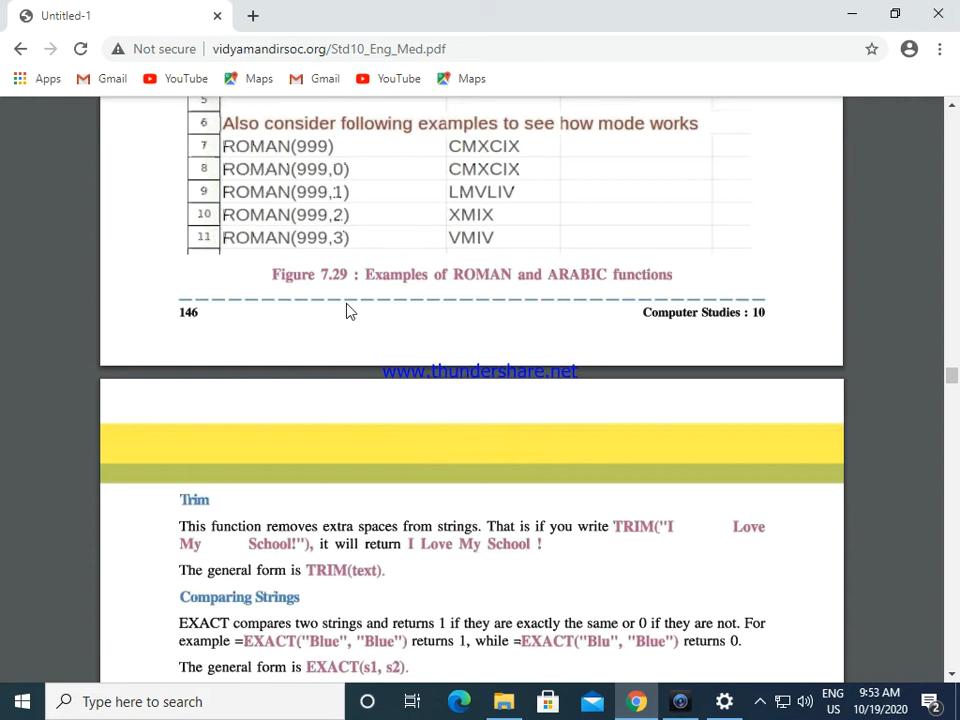 Untitled-1
Not secure vidyamandirsoc.org/Std10_Eng_Med.pdf
Apps Gmail YouTube Maps Gmail YouTube Maps
5
6 Also consider following examples to see how mode works
7 ROMAN(999) CMXCIX
8 ROMAN(999,0) CMXCIX
9 ROMAN(999,1) LMVLIV
10 ROMAN(999,2) XMIX
11 ROMAN(999,3) VMIV
Figure 7.29 : Examples of ROMAN and ARABIC functions
146 Computer Studies : 10
www.thundershare.net
Trim
This function removes extra spaces from strings. That is if you write TRIM("I Love
My School!"), it will return I Love My School !
The general form is TRIM(text).
Comparing Strings
EXACT compares two strings and returns 1 if they are exactly the same or 0 if they are not. For
example =EXACT("Blue", "Blue") returns 1, while =EXACT("Blu", "Blue") returns 0.
The general form is EXACT(s1, s2).
Type here to search
ENG
US
9:53 AM
10/19/2020
2